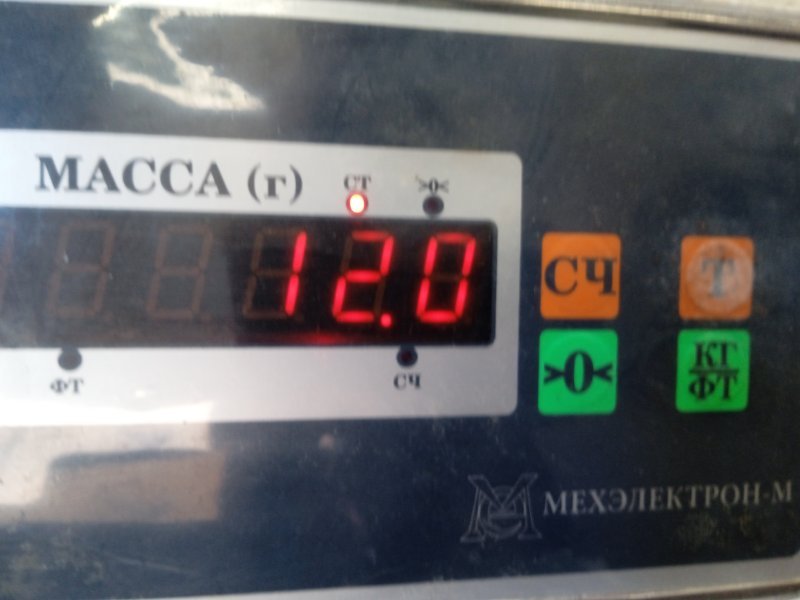 МАССА (г)
СТ
>0<
12.0
ФТ
СЧ
СЧ
Т
>0<
КГ
ФТ
МЕХЭЛЕКТРОН-М